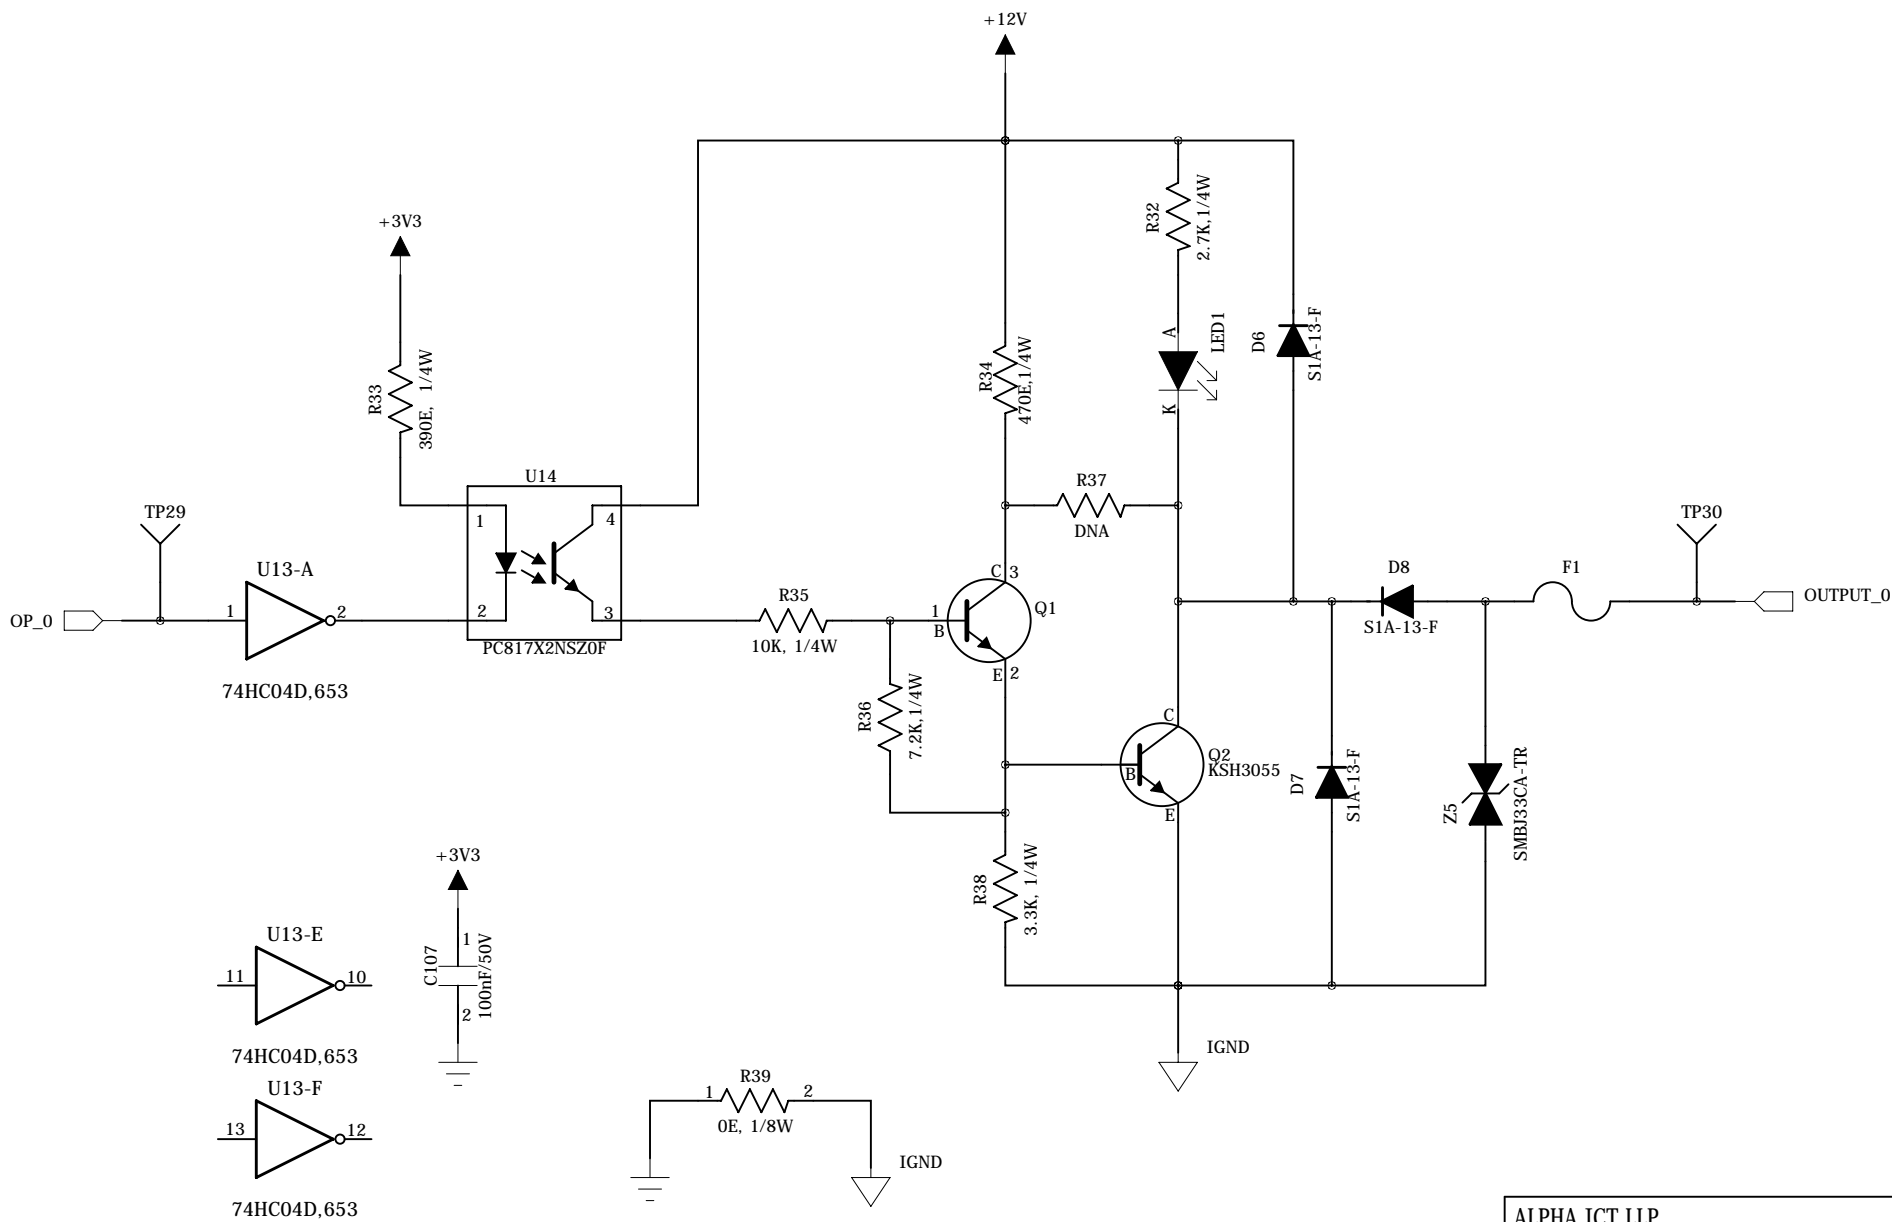 +12V
+3V3
R33
390E, 1/4W
R32
2.7K,1/4W
R34
470E,1/4W
A
LED1
K
D6
S1A-13-F
U14
1
4
2
3
PC817X2NSZ0F
TP29
OP_0
U13-A
1
2
74HC04D,653
R37
DNA
R35
10K, 1/4W
R36
7.2K,1/4W
C 3
1
B
Q1
E 2
D8
S1A-13-F
F1
TP30
OUTPUT_0
C
B
Q2
KSH3055
E
D7
S1A-13-F
Z5
SMBJ33CA-TR
R38
3.3K, 1/4W
+3V3
C107
1
2
100nF/50V
U13-E
11
10
74HC04D,653
U13-F
13
12
74HC04D,653
IGND
R39
1
2
0E, 1/8W
IGND
ALPHA ICT LLP